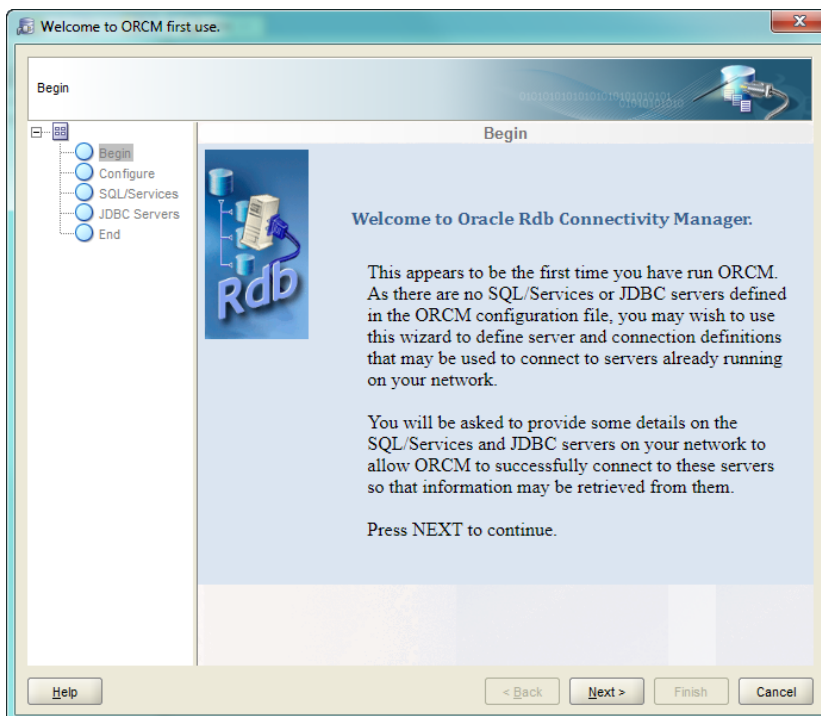 Welcome to ORCM first use.
Begin
Begin
Begin
Configure
SQL/Services
JDBC Servers
End
Rdb
Welcome to Oracle Rdb Connectivity Manager.
This appears to be the first time you have run ORCM.
As there are no SQL/Services or JDBC servers defined
in the ORCM configuration file, you may wish to use
this wizard to define server and connection definitions
that may be used to connect to servers already running
on your network.
You will be asked to provide some details on the
SQL/Services and JDBC servers on your network to
allow ORCM to successfully connect to these servers
so that information may be retrieved from them.
Press NEXT to continue.
Help
< Back
Next >
Finish
Cancel